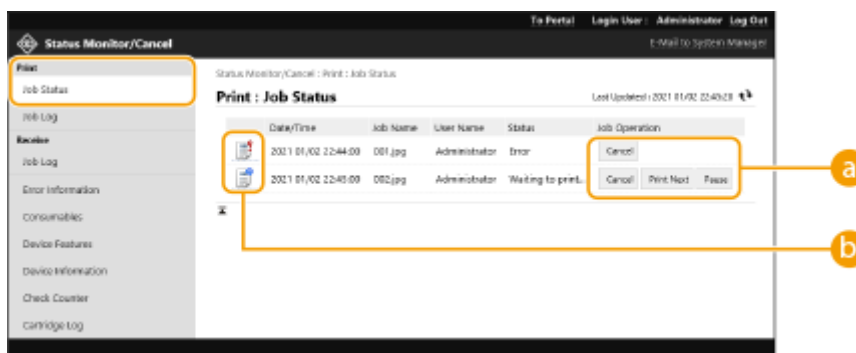 To Portal Login User : Administrator Log Out
Status Monitor/Cancel
E-Mail to System Manager
Print
Job Status
Job Log
Receive
Job Log
Error Information
Consumables
Device Features
Device Information
Check Counter
Cartridge Log
Status Monitor/Cancel : Print : Job Status
Print : Job Status
Last Updated : 2021 01/02 22:45:20
Date/Time Job Name User Name Status Job Operation
2021 01/02 22:44:00 001.jpg Administrator Error Cancel
2021 01/02 22:45:00 002.jpg Administrator Waiting to print... Cancel Print Next Pause
a
b